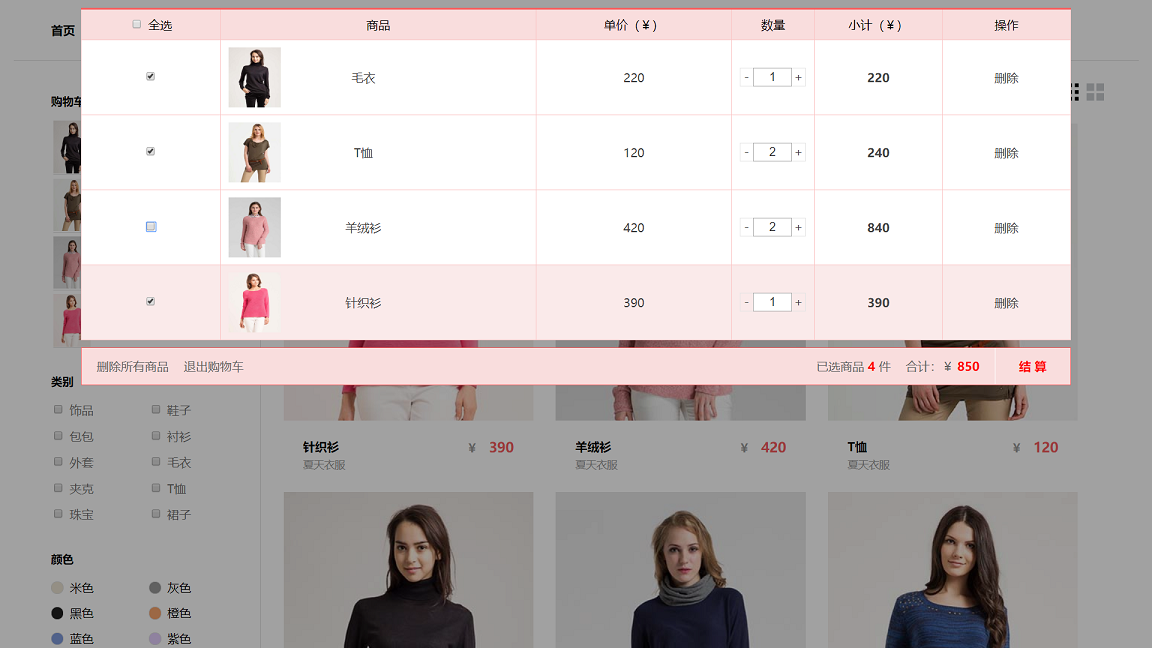 首页
全选 商品 单价（¥） 数量 小计（¥） 操作
毛衣 220 - 1 + 220 删除
购物车
T恤 120 - 2 + 240 删除
羊绒衫 420 - 2 + 840 删除
针织衫 390 - 1 + 390 删除
删除所有商品 退出购物车 已选商品 4 件 合计：¥ 850 结 算
类别
饰品 鞋子
包包 衬衫
外套 毛衣
夹克 T恤
珠宝 裙子
针织衫 ¥ 390
夏天衣服
羊绒衫 ¥ 420
夏天衣服
T恤 ¥ 120
夏天衣服
颜色
米色 灰色
黑色 橙色
蓝色 紫色